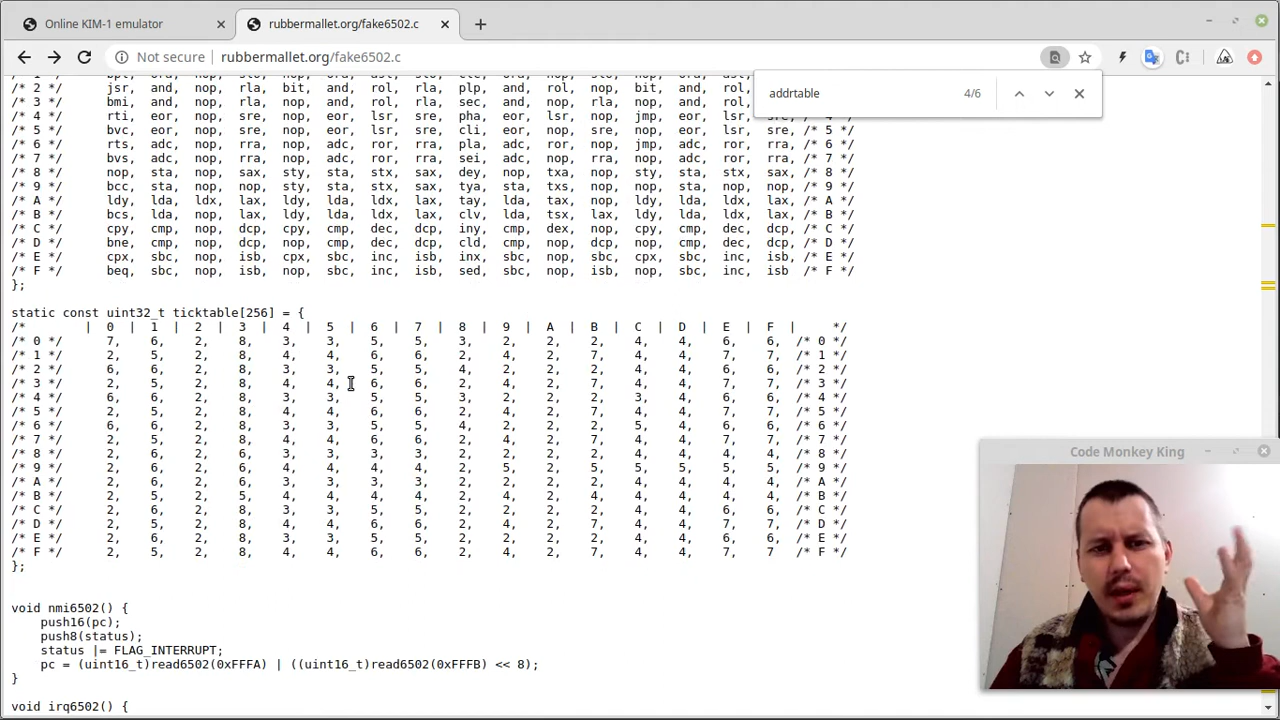 Online KIM-1 emulator
rubbermallet.org/fake6502.c
Not secure | rubbermallet.org/fake6502.c
addrtable 4/6
/* 2 */ jsr, and, nop, rla, bit, and, rol, rla, plp, and, rol, nop, bit, and, rol,
/* 3 */ bmi, and, nop, rla, nop, and, rol, rla, sec, and, nop, rla, nop, and, rol,
/* 4 */ rti, eor, nop, sre, nop, eor, lsr, sre, pha, eor, lsr, nop, jmp, eor, lsr, sre, /* 4 */
/* 5 */ bvc, eor, nop, sre, nop, eor, lsr, sre, cli, eor, nop, sre, nop, eor, lsr, sre, /* 5 */
/* 6 */ rts, adc, nop, rra, nop, adc, ror, rra, pla, adc, ror, nop, jmp, adc, ror, rra, /* 6 */
/* 7 */ bvs, adc, nop, rra, nop, adc, ror, rra, sei, adc, nop, rra, nop, adc, ror, rra, /* 7 */
/* 8 */ nop, sta, nop, sax, sty, sta, stx, sax, dey, nop, txa, nop, sty, sta, stx, sax, /* 8 */
/* 9 */ bcc, sta, nop, nop, sty, sta, stx, sax, tya, sta, txs, nop, nop, sta, nop, nop, /* 9 */
/* A */ ldy, lda, ldx, lax, ldy, lda, ldx, lax, tay, lda, tax, nop, ldy, lda, ldx, lax, /* A */
/* B */ bcs, lda, nop, lax, ldy, lda, ldx, lax, clv, lda, tsx, lax, ldy, lda, ldx, lax, /* B */
/* C */ cpy, cmp, nop, dcp, cpy, cmp, dec, dcp, iny, cmp, dex, nop, cpy, cmp, dec, dcp, /* C */
/* D */ bne, cmp, nop, dcp, nop, cmp, dec, dcp, cld, cmp, nop, dcp, nop, cmp, dec, dcp, /* D */
/* E */ cpx, sbc, nop, isb, cpx, sbc, inc, isb, inx, sbc, nop, sbc, cpx, sbc, inc, isb, /* E */
/* F */ beq, sbc, nop, isb, nop, sbc, inc, isb, sed, sbc, nop, isb, nop, sbc, inc, isb /* F */
};
static const uint32_t ticktable[256] = {
/* | 0 | 1 | 2 | 3 | 4 | 5 | 6 | 7 | 8 | 9 | A | B | C | D | E | F | */
/* 0 */ 7, 6, 2, 8, 3, 3, 5, 5, 3, 2, 2, 2, 4, 4, 6, 6, /* 0 */
/* 1 */ 2, 5, 2, 8, 4, 4, 6, 6, 2, 4, 2, 7, 4, 4, 7, 7, /* 1 */
/* 2 */ 6, 6, 2, 8, 3, 3, 5, 5, 4, 2, 2, 2, 4, 4, 6, 6, /* 2 */
/* 3 */ 2, 5, 2, 8, 4, 4, 6, 6, 2, 4, 2, 7, 4, 4, 7, 7, /* 3 */
/* 4 */ 6, 6, 2, 8, 3, 3, 5, 5, 3, 2, 2, 2, 3, 4, 6, 6, /* 4 */
/* 5 */ 2, 5, 2, 8, 4, 4, 6, 6, 2, 4, 2, 7, 4, 4, 7, 7, /* 5 */
/* 6 */ 6, 6, 2, 8, 3, 3, 5, 5, 4, 2, 2, 2, 5, 4, 6, 6, /* 6 */
/* 7 */ 2, 5, 2, 8, 4, 4, 6, 6, 2, 4, 2, 7, 4, 4, 7, 7, /* 7 */
/* 8 */ 2, 6, 2, 6, 3, 3, 3, 3, 2, 2, 2, 2, 4, 4, 4, 4, /* 8 */
/* 9 */ 2, 6, 2, 6, 4, 4, 4, 4, 2, 5, 2, 5, 5, 5, 5, 5, /* 9 */
/* A */ 2, 6, 2, 6, 3, 3, 3, 3, 2, 2, 2, 2, 4, 4, 4, 4, /* A */
/* B */ 2, 5, 2, 5, 4, 4, 4, 4, 2, 4, 2, 4, 4, 4, 4, 4, /* B */
/* C */ 2, 6, 2, 8, 3, 3, 5, 5, 2, 2, 2, 2, 4, 4, 6, 6, /* C */
/* D */ 2, 5, 2, 8, 4, 4, 6, 6, 2, 4, 2, 7, 4, 4, 7, 7, /* D */
/* E */ 2, 6, 2, 8, 3, 3, 5, 5, 2, 2, 2, 2, 4, 4, 6, 6, /* E */
/* F */ 2, 5, 2, 8, 4, 4, 6, 6, 2, 4, 2, 7, 4, 4, 7, 7 /* F */
};
void nmi6502() {
push16(pc);
push8(status);
status |= FLAG_INTERRUPT;
pc = (uint16_t)read6502(0xFFFA) | ((uint16_t)read6502(0xFFFB) << 8);
}
void irq6502() {
Code Monkey King